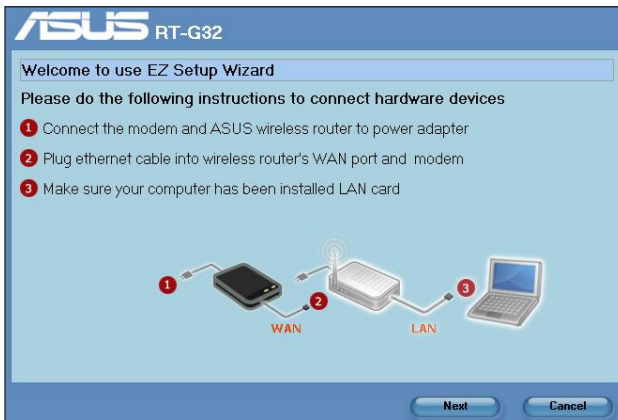 ASUS RT-G32
Welcome to use EZ Setup Wizard
Please do the following instructions to connect hardware devices
1 Connect the modem and ASUS wireless router to power adapter
2 Plug ethernet cable into wireless router's WAN port and modem
3 Make sure your computer has been installed LAN card
1
2
3
WAN
LAN
Next
Cancel